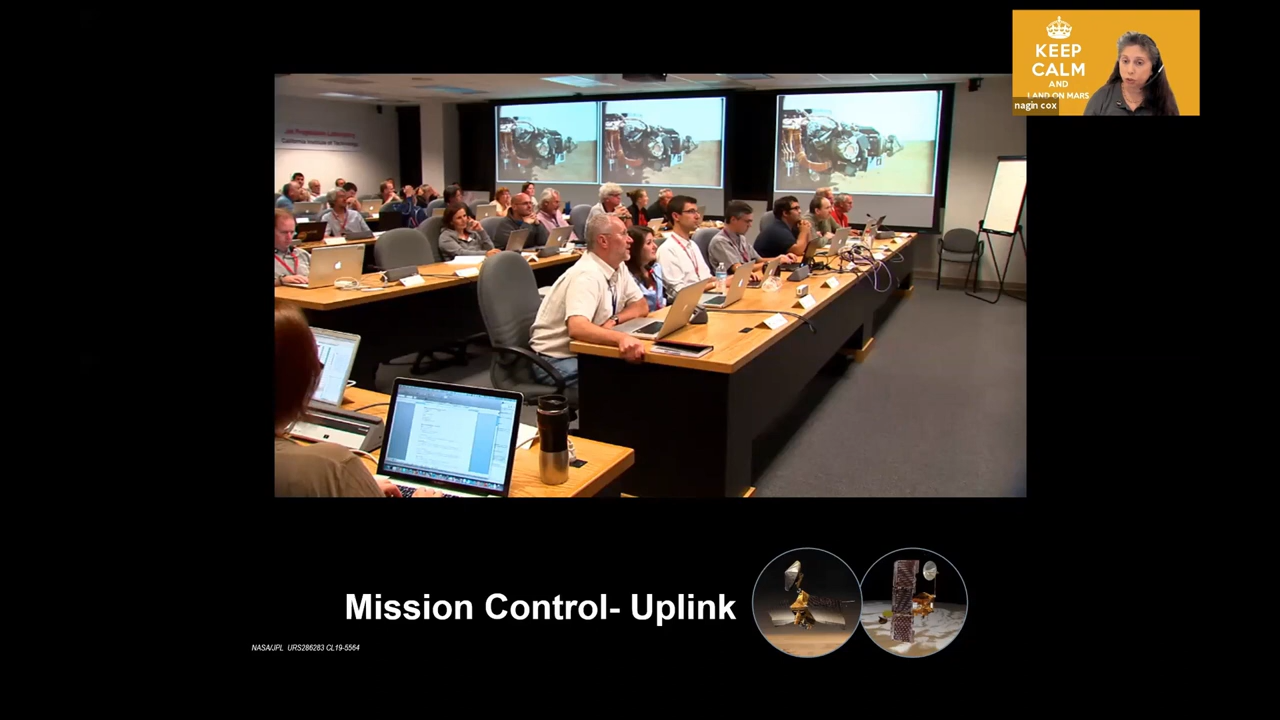 KEEP
CALM
AND
LAND ON MARS
nagin cox
Jet Propulsion Laboratory
California Institute of Technology
Mission Control- Uplink
NASA/JPL URS286283 CL19-5564